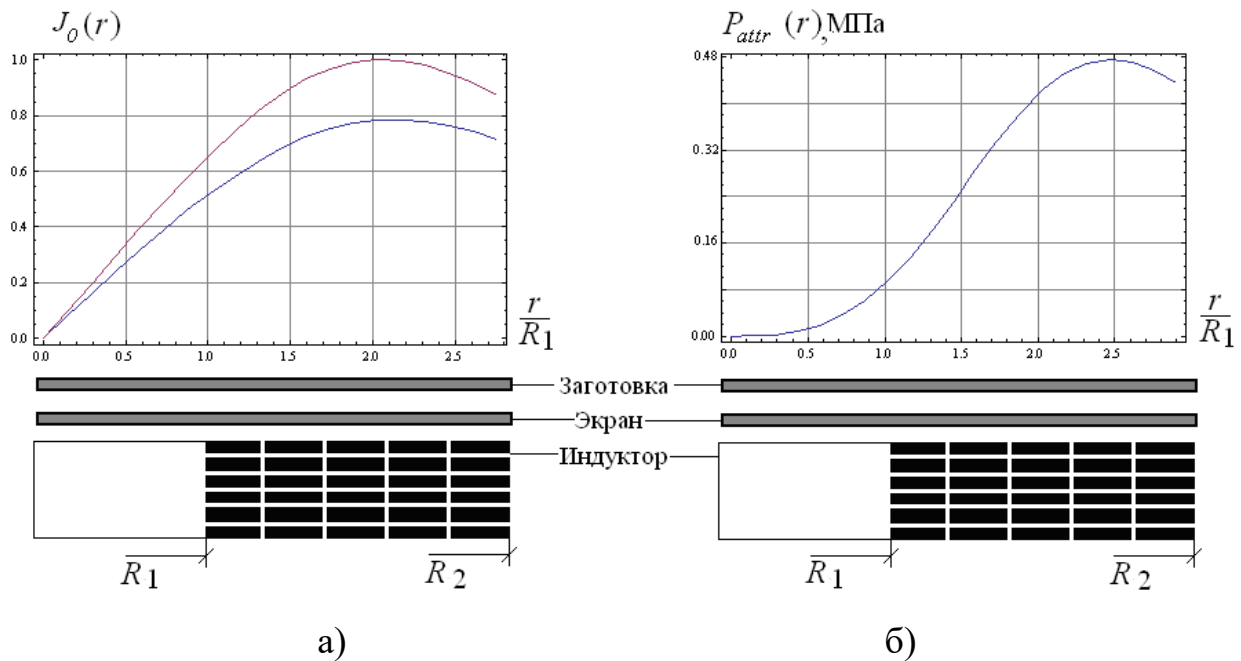 J₀(r)
P_attr (r), МПа
1.0
0.8
0.6
0.4
0.2
0.0
0.0 0.5 1.0 1.5 2.0 2.5
r/R1
0.48
0.32
0.16
0.00
0.0 0.5 1.0 1.5 2.0 2.5
r/R1
Заготовка
Экран
Индуктор
R1 R2
R1 R2
а) б)